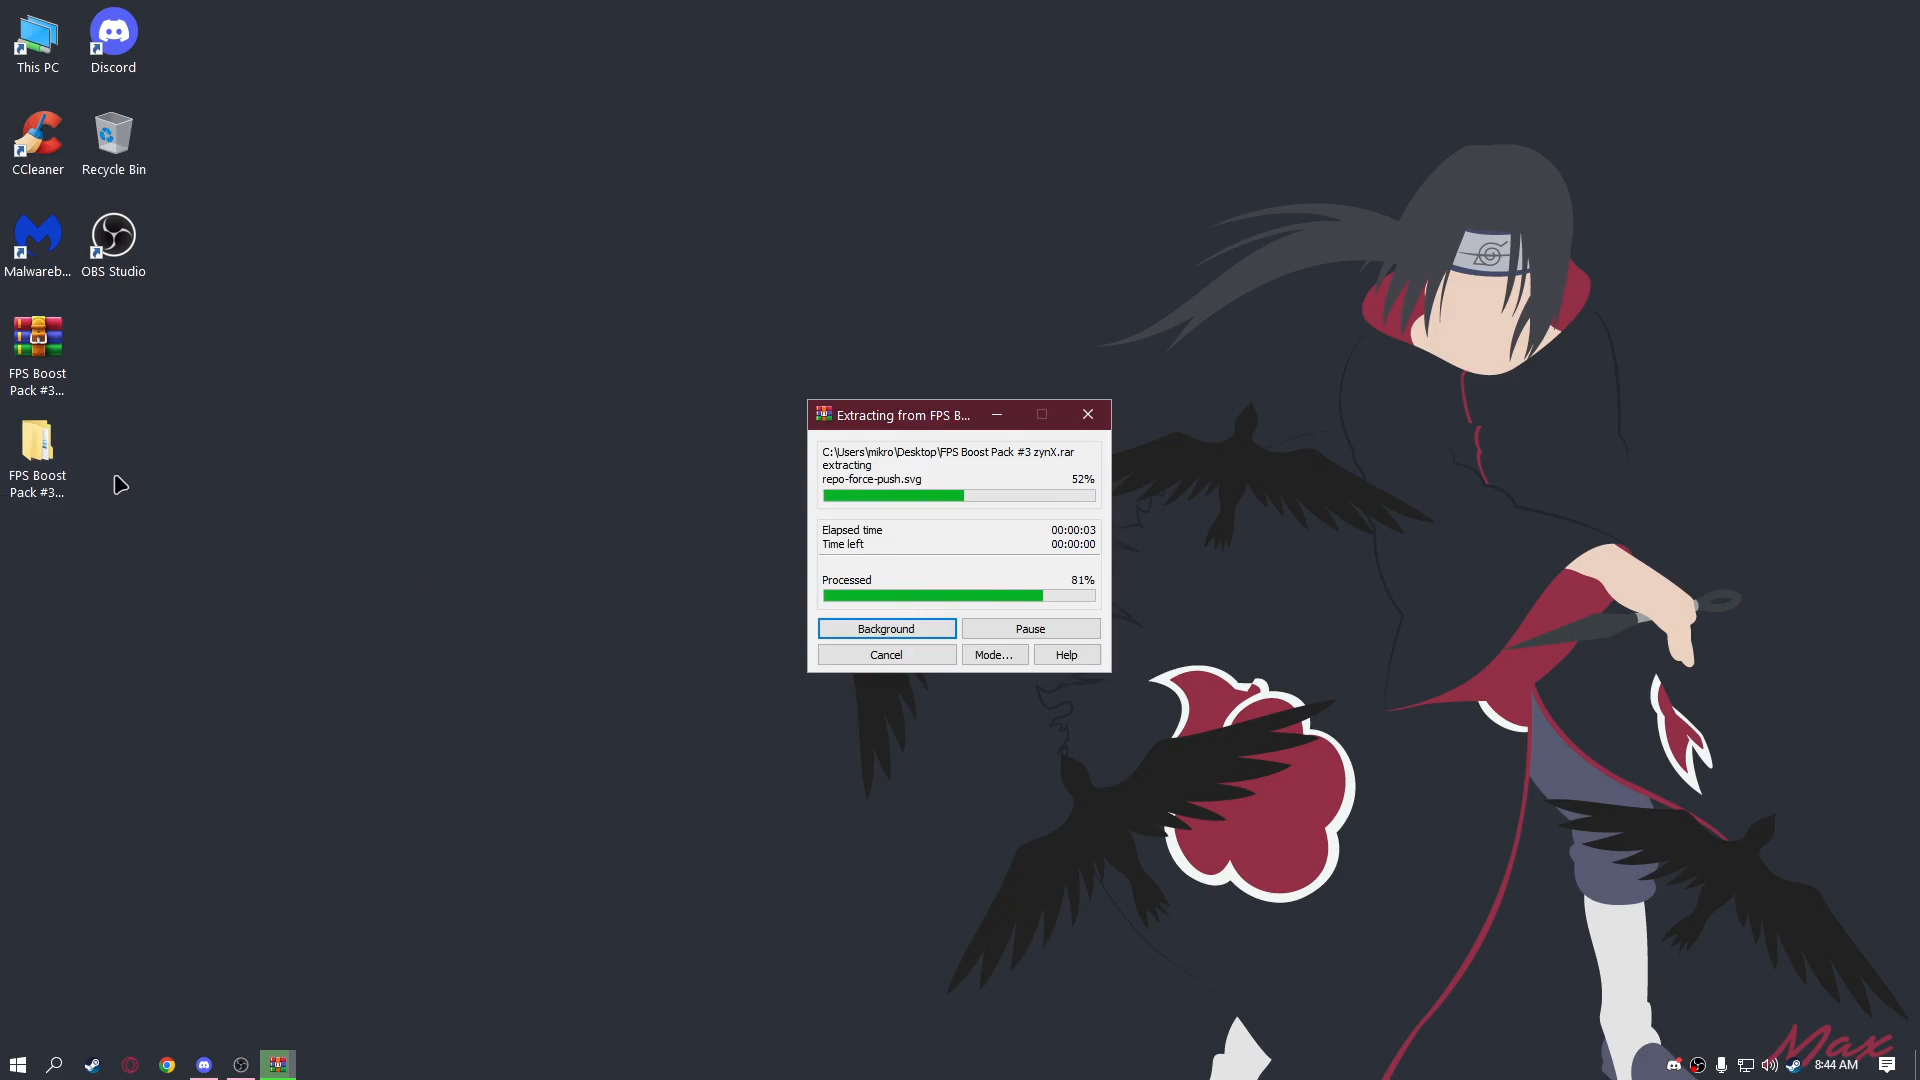 This PC
Discord
CCleaner
Recycle Bin
Malwareb...
OBS Studio
FPS Boost
Pack #3...
FPS Boost
Pack #3...
Extracting from FPS B...
C:\Users\mikro\Desktop\FPS Boost Pack #3 zynX.rar
extracting
repo-force-push.svg 52%
Elapsed time 00:00:03
Time left 00:00:00
Processed 81%
Background Pause
Cancel Mode... Help
Max
8:44 AM